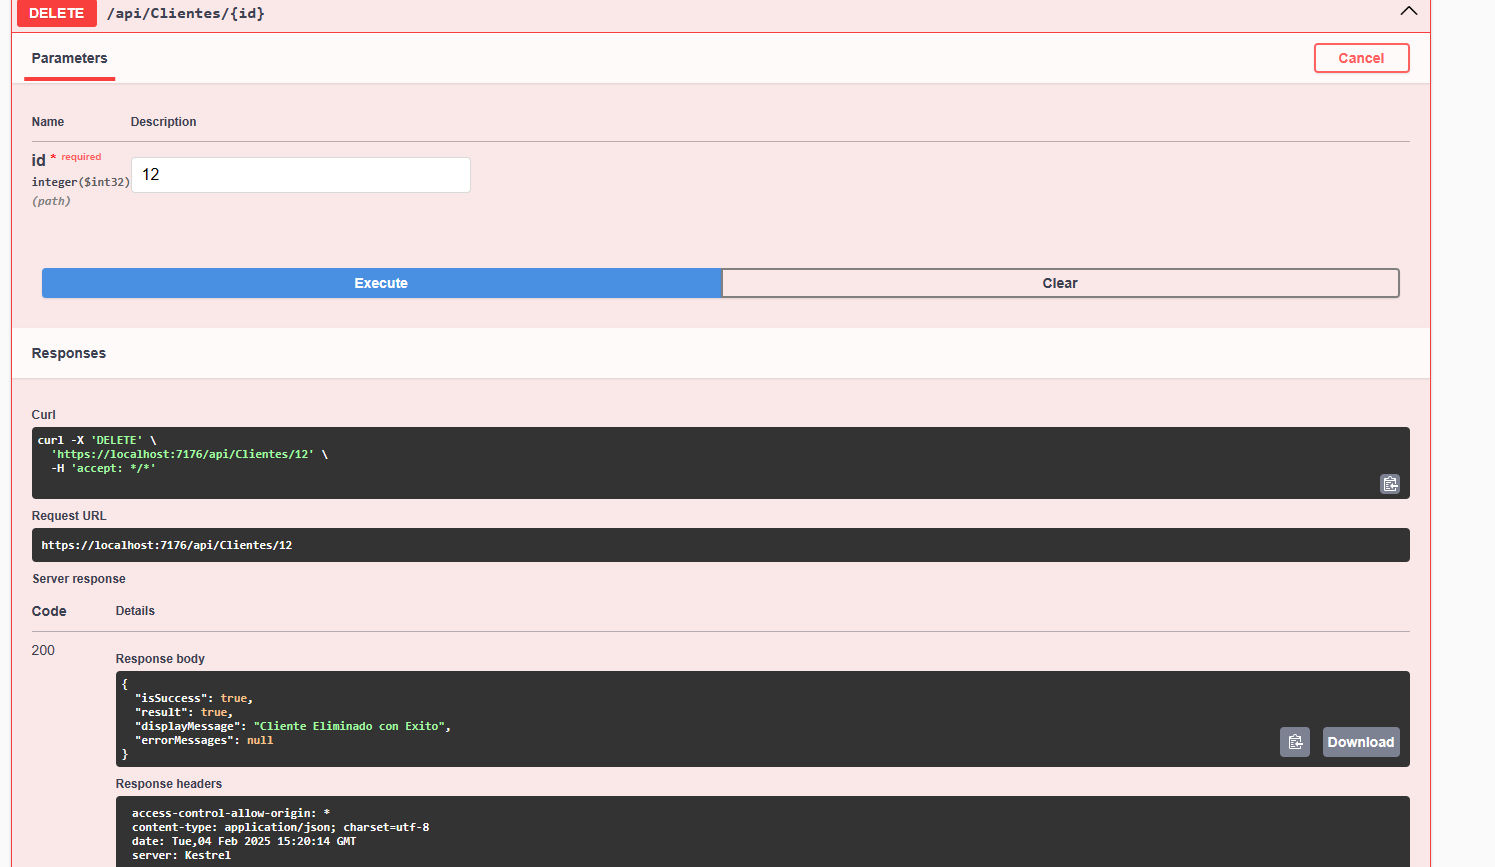 DELETE /api/Clientes/{id}
Parameters
Cancel
Name Description
id * required
integer($int32)
(path)
12
Execute Clear
Responses
Curl
curl -X 'DELETE' \
'https://localhost:7176/api/Clientes/12' \
-H 'accept: */*'
Request URL
https://localhost:7176/api/Clientes/12
Server response
Code Details
200
Response body
{
"isSuccess": true,
"result": true,
"displayMessage": "Cliente Eliminado con Exito",
"errorMessages": null
}
Download
Response headers
access-control-allow-origin: *
content-type: application/json; charset=utf-8
date: Tue,04 Feb 2025 15:20:14 GMT
server: Kestrel